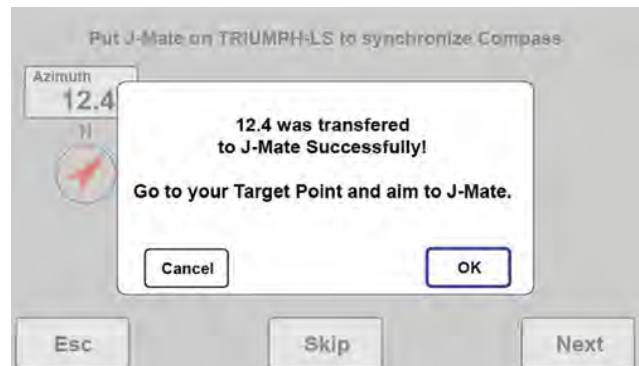 Put J-Mate on TRIUMPH-LS to synchronize Compass
Azimuth
12.4
N
12.4 was transfered
to J-Mate Successfully!
Go to your Target Point and aim to J-Mate.
Cancel
OK
Esc
Skip
Next